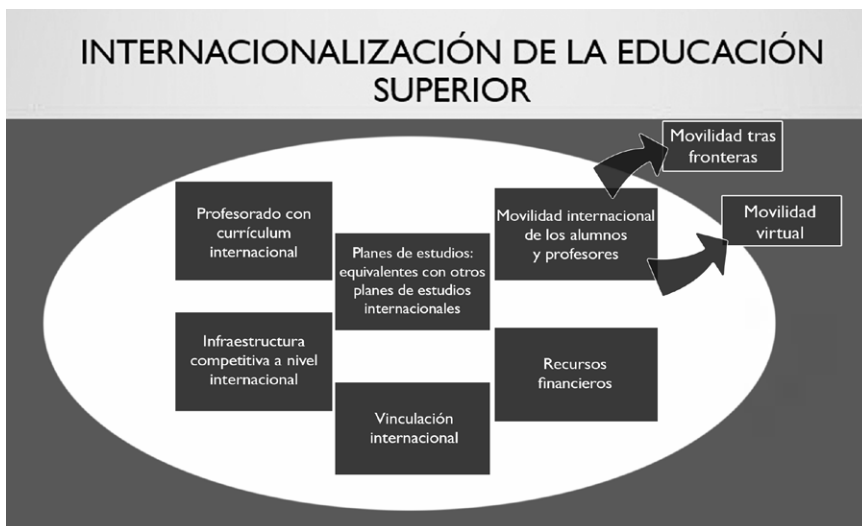 INTERNACIONALIZACIÓN DE LA EDUCACIÓN
SUPERIOR
Movilidad tras
fronteras
Profesorado con
currículum
internacional
Planes de estudios:
equivalentes con otros
planes de estudios
internacionales
Movilidad internacional
de los alumnos
y profesores
Movilidad
virtual
Infraestructura
competitiva a nivel
internacional
Vinculación
internacional
Recursos
financieros